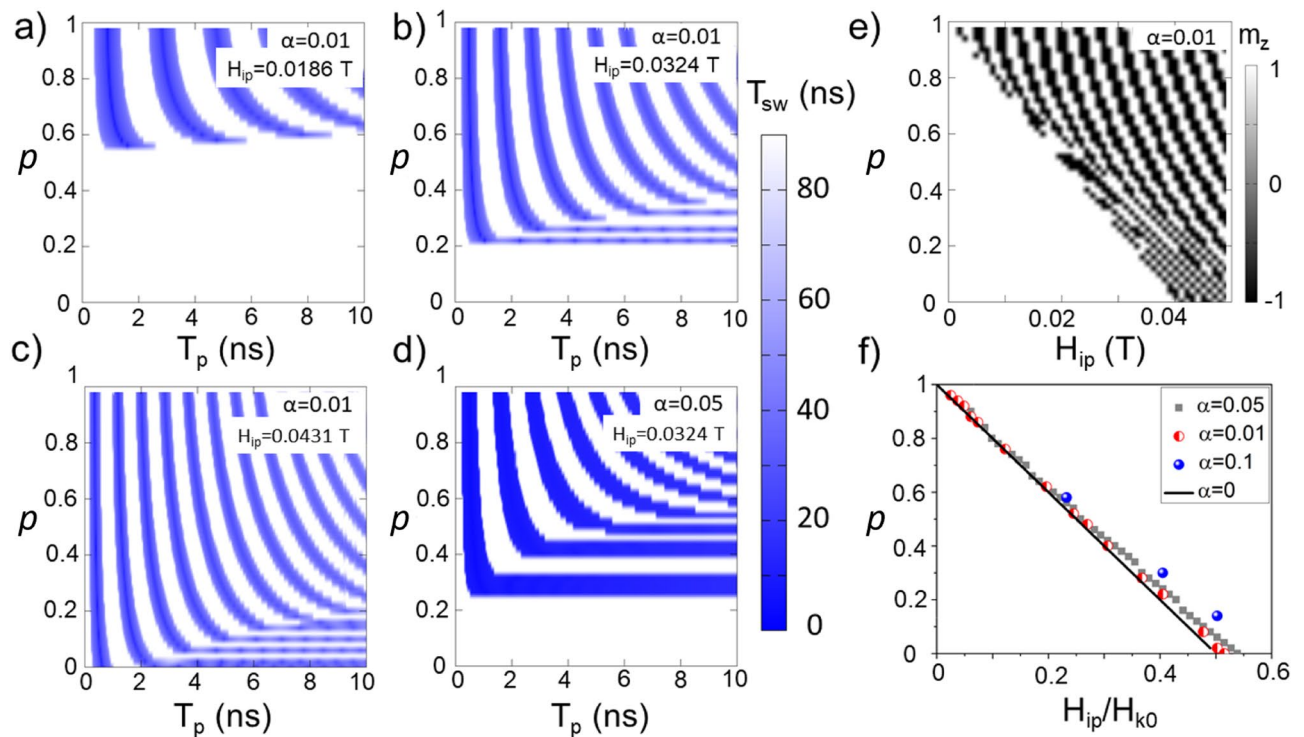 a)
α=0.01
H_ip=0.0186 T
p
1
0.8
0.6
0.4
0.2
0
0 2 4 6 8 10
T_p (ns)
b)
α=0.01
H_ip=0.0324 T
1
0.8
0.6
0.4
0.2
0
p
0 2 4 6 8 10
T_p (ns)
T_sw (ns)
80
60
40
20
0
e)
α=0.01
m_z
1
0
-1
p
1
0.8
0.6
0.4
0.2
0
0.02 0.04
H_ip (T)
c)
α=0.01
H_ip=0.0431 T
p
1
0.8
0.6
0.4
0.2
0
0 2 4 6 8 10
T_p (ns)
d)
α=0.05
H_ip=0.0324 T
p
1
0.8
0.6
0.4
0.2
0
0 2 4 6 8 10
T_p (ns)
f)
α=0.05
α=0.01
α=0.1
α=0
p
1
0.8
0.6
0.4
0.2
0
0 0.2 0.4 0.6
H_ip/H_k0